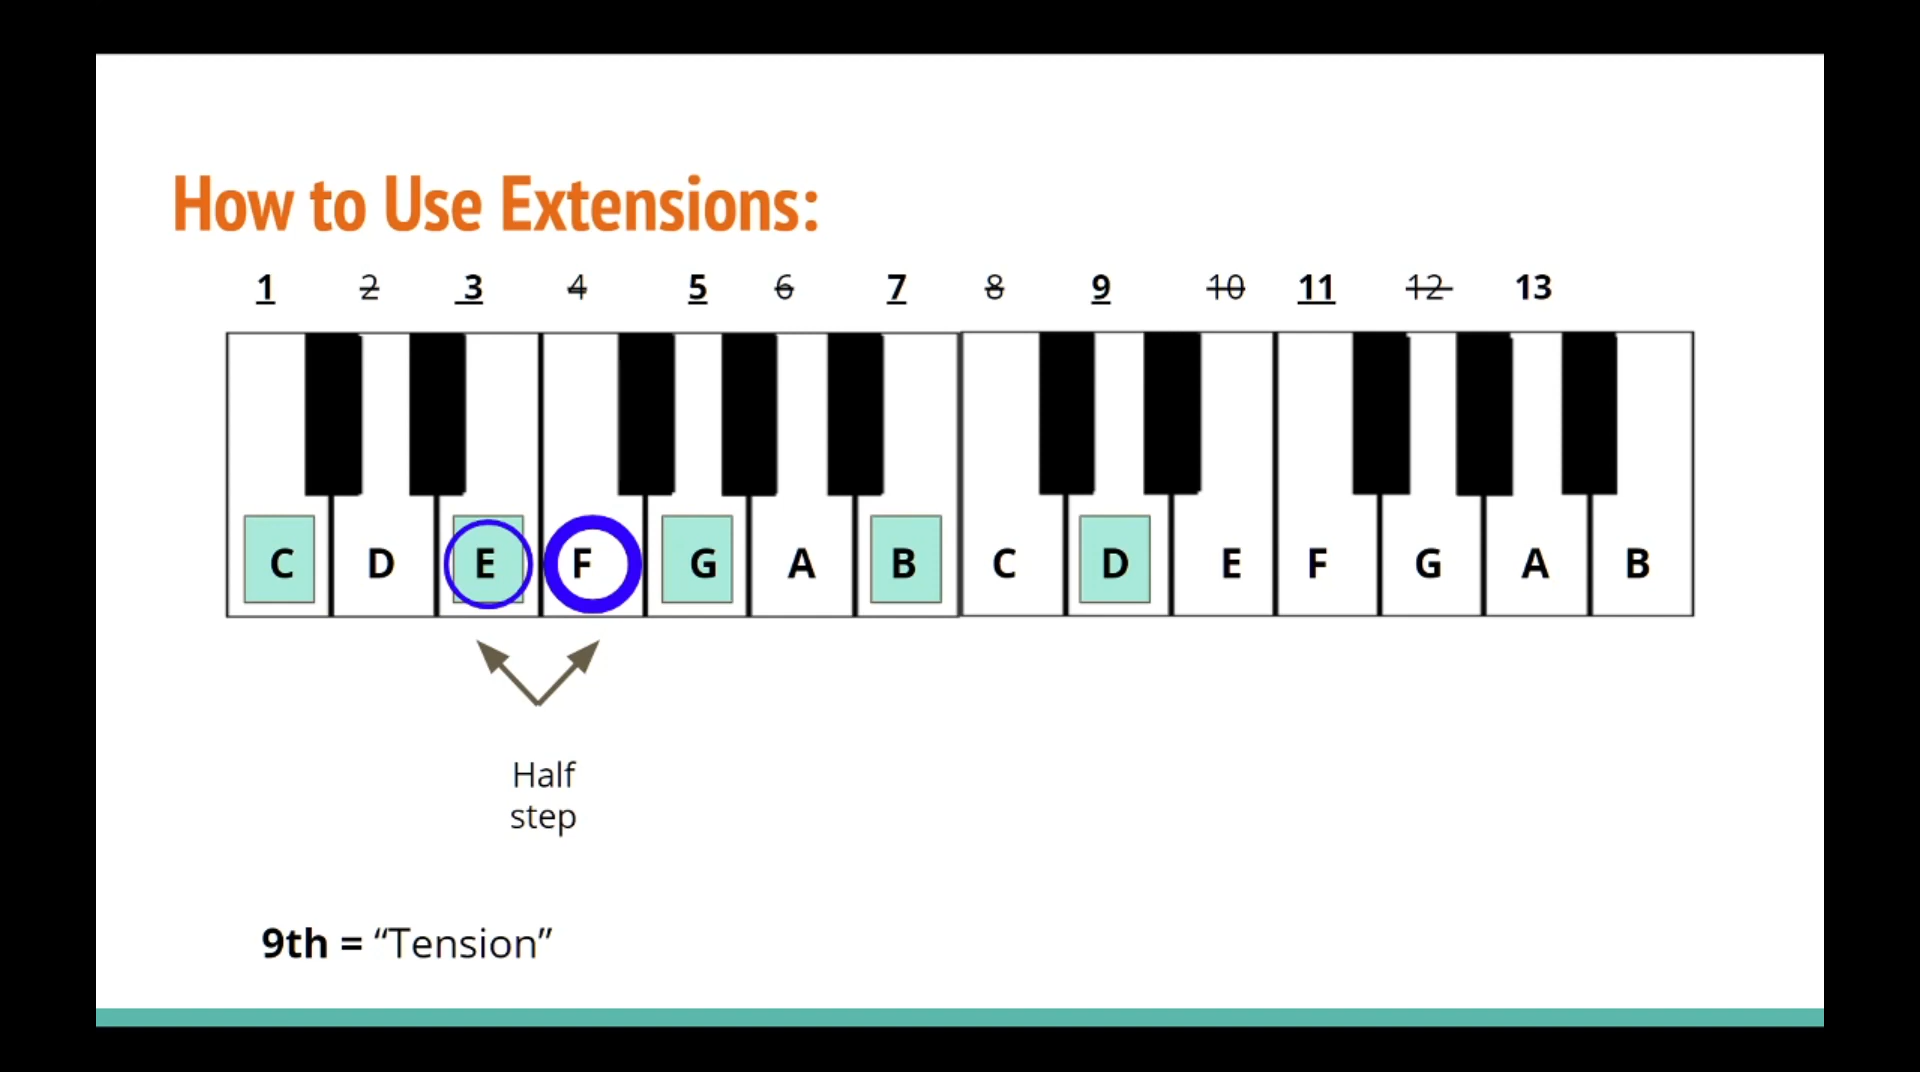 How to Use Extensions:
1 2 3 4 5 6 7 8 9 10 11 12 13
C D E F G A B C D E F G A B
Half
step
9th = “Tension”